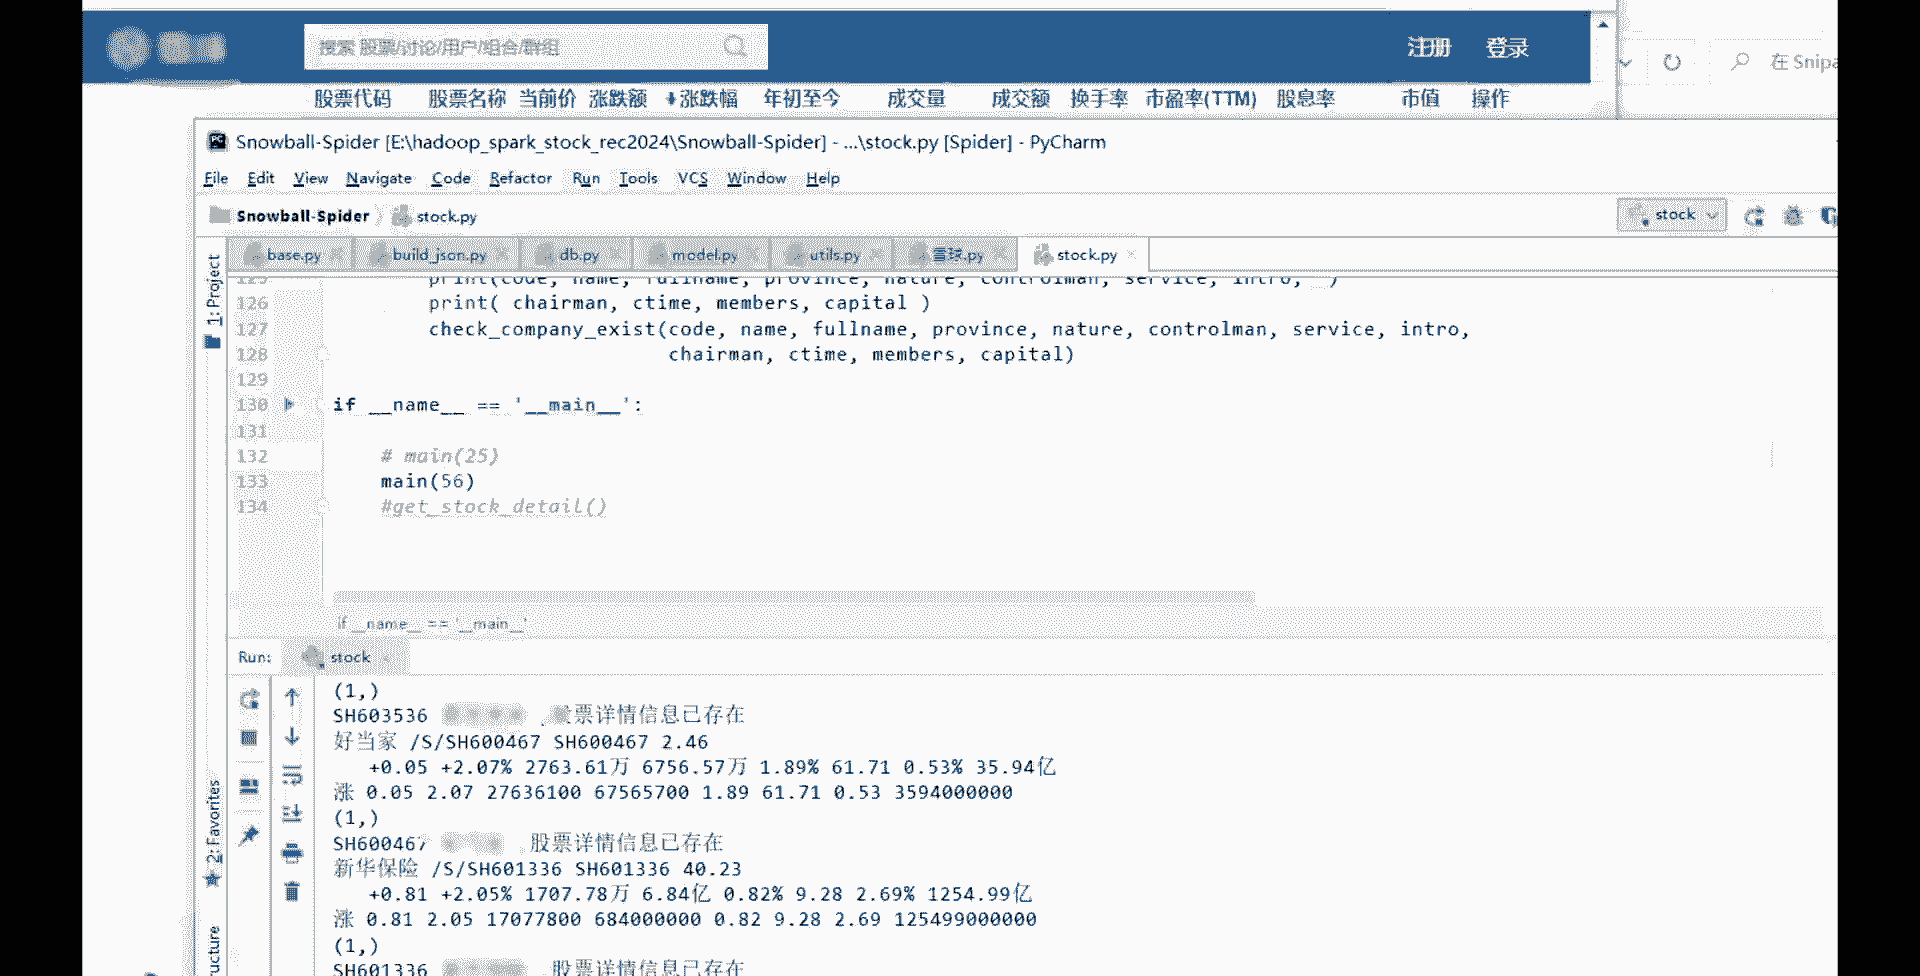 搜索 股票/讨论/用户/组合/群组
注册 登录
在 Snipa
股票代码 股票名称 当前价 涨跌额 涨跌幅 年初至今 成交量 成交额 换手率 市盈率(TTM) 股息率 市值 操作
Snowball-Spider [E:\hadoop_spark_stock_rec2024\Snowball-Spider] - ...\stock.py [Spider] - PyCharm
File Edit View Navigate Code Refactor Run Tools VCS Window Help
Snowball-Spider stock.py
stock
base.py build_json.py db.py model.py utils.py 雪球.py stock.py
1: Project
125 print(code, name, fullname, province, nature, controlman, service, intro, )
126 print( chairman, ctime, members, capital )
127 check_company_exist(code, name, fullname, province, nature, controlman, service, intro,
128 chairman, ctime, members, capital)
129
130 if __name__ == '__main__':
131
132 # main(25)
133 main(56)
134 #get_stock_detail()
if __name__ == '__main__'
Run: stock
(1,)
SH603536 股票详情信息已存在
好当家 /S/SH600467 SH600467 2.46
+0.05 +2.07% 2763.61万 6756.57万 1.89% 61.71 0.53% 35.94亿
涨 0.05 2.07 27636100 67565700 1.89 61.71 0.53 3594000000
(1,)
SH600467 股票详情信息已存在
新华保险 /S/SH601336 SH601336 40.23
+0.81 +2.05% 1707.78万 6.84亿 0.82% 9.28 2.69% 1254.99亿
涨 0.81 2.05 17077800 684000000 0.82 9.28 2.69 125499000000
(1,)
SH601336 股票详情信息已存在
2: Favorites
ructure